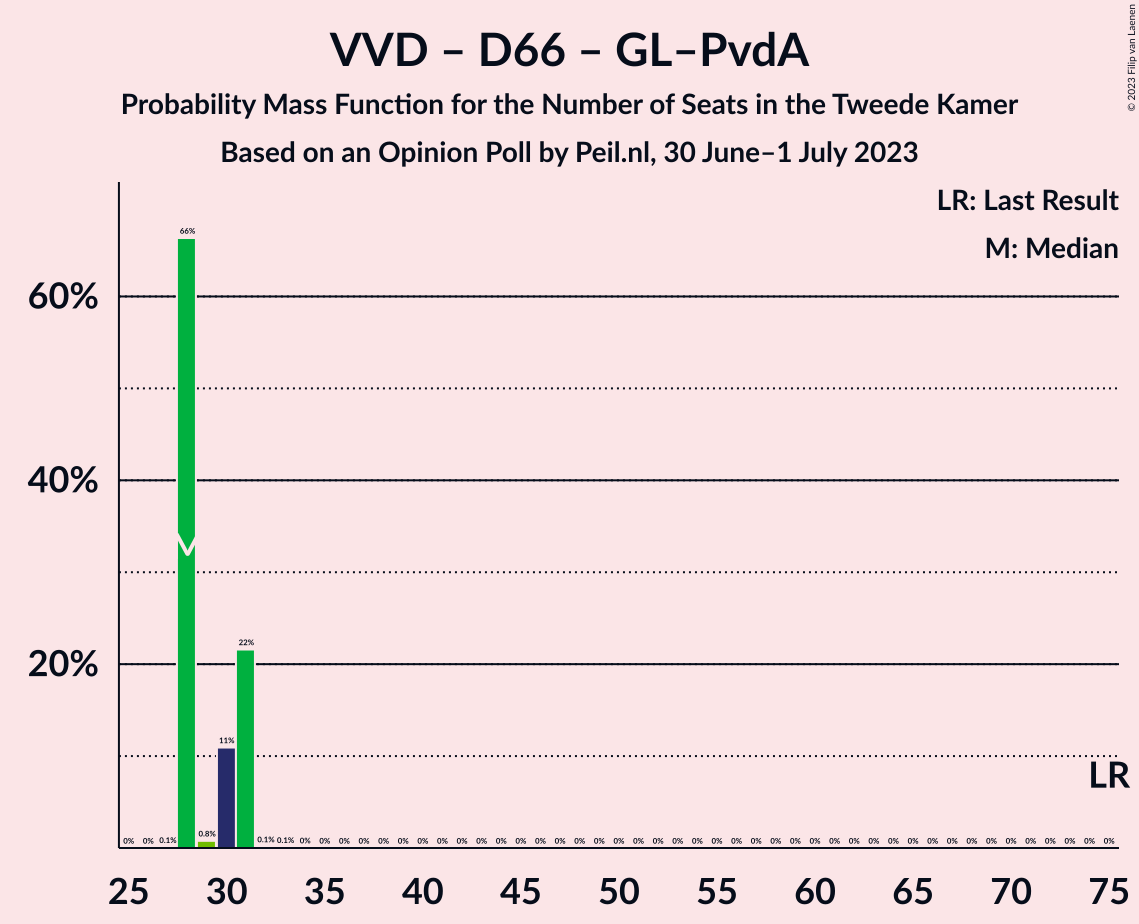 VVD – D66 – GL–PvdA
Probability Mass Function for the Number of Seats in the Tweede Kamer
Based on an Opinion Poll by Peil.nl, 30 June–1 July 2023
© 2023 Filip van Laenen
LR: Last Result
M: Median
60%
40%
20%
66%
22%
11%
LR
0% 0% 0.1% 0.8% 0.1% 0.1% 0% 0% 0% 0% 0% 0% 0% 0% 0% 0% 0% 0% 0% 0% 0% 0% 0% 0% 0% 0% 0% 0% 0% 0% 0% 0% 0% 0% 0% 0% 0% 0% 0% 0% 0% 0% 0% 0% 0% 0% 0% 0%
25 30 35 40 45 50 55 60 65 70 75